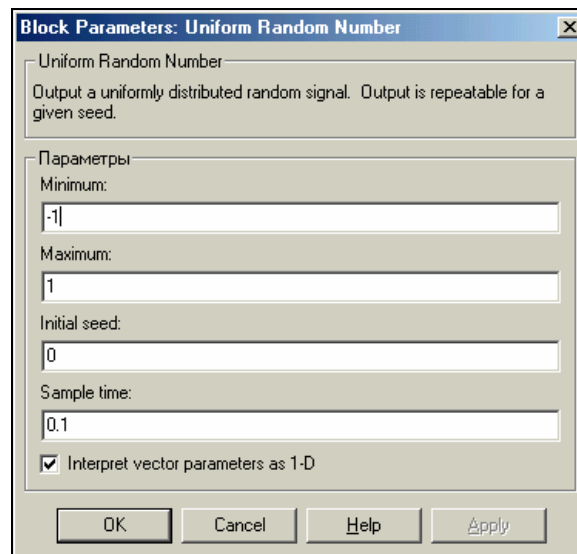 Block Parameters: Uniform Random Number
Uniform Random Number
Output a uniformly distributed random signal. Output is repeatable for a
given seed.
Параметры
Minimum:
-1
Maximum:
1
Initial seed:
0
Sample time:
0.1
Interpret vector parameters as 1-D
OK Cancel Help Apply